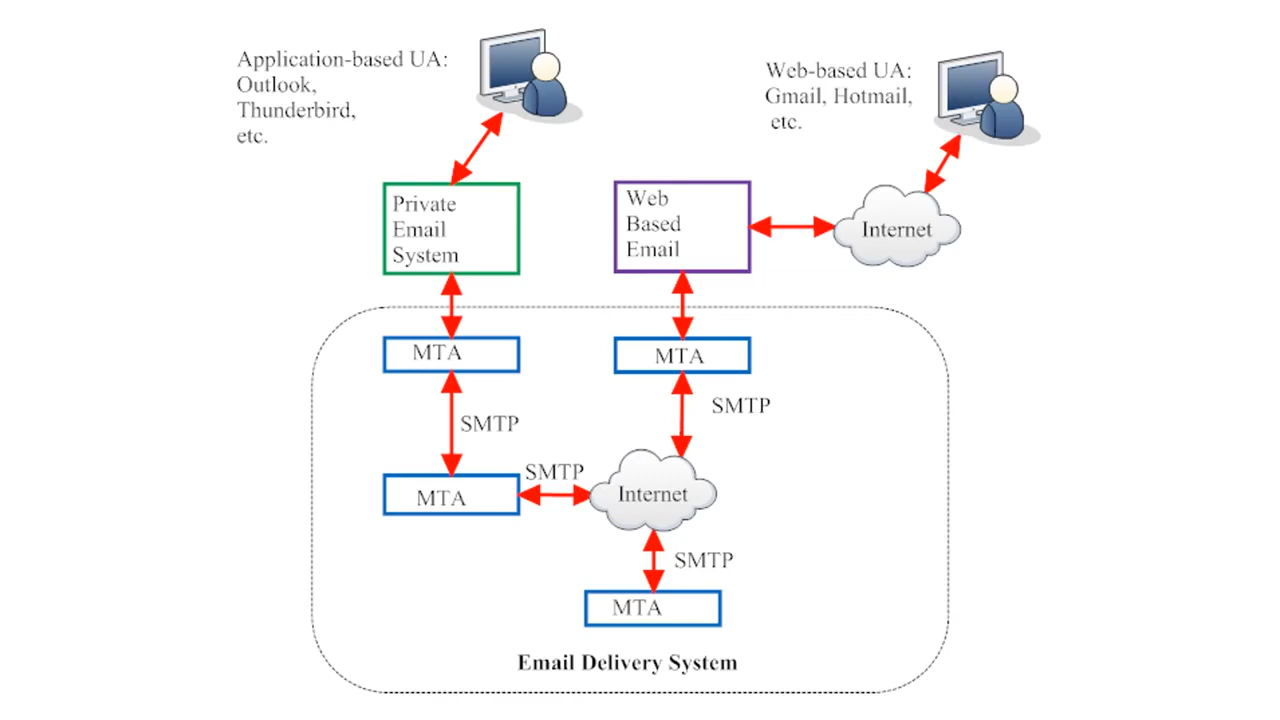 Application-based UA:
Outlook,
Thunderbird,
etc.
Web-based UA:
Gmail, Hotmail,
etc.
Private
Email
System
Web
Based
Email
Internet
MTA
MTA
SMTP
SMTP
SMTP
MTA
Internet
SMTP
MTA
Email Delivery System